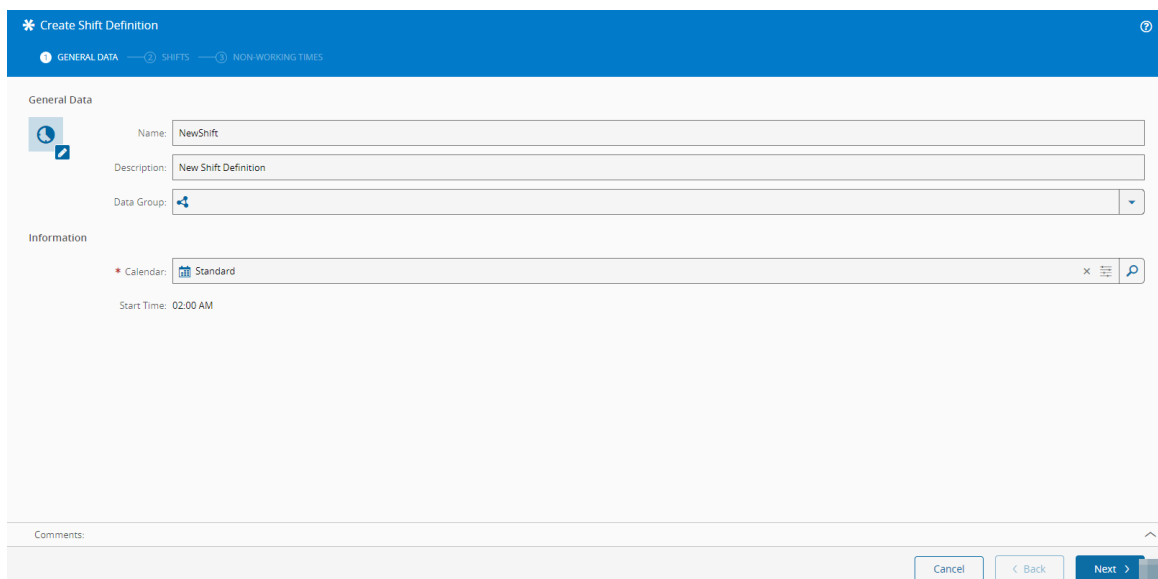 Create Shift Definition
1 GENERAL DATA 2 SHIFTS 3 NON-WORKING TIMES
General Data
Name: NewShift
Description: New Shift Definition
Data Group:
Information
* Calendar: Standard
Start Time: 02:00 AM
Comments:
Cancel < Back Next >